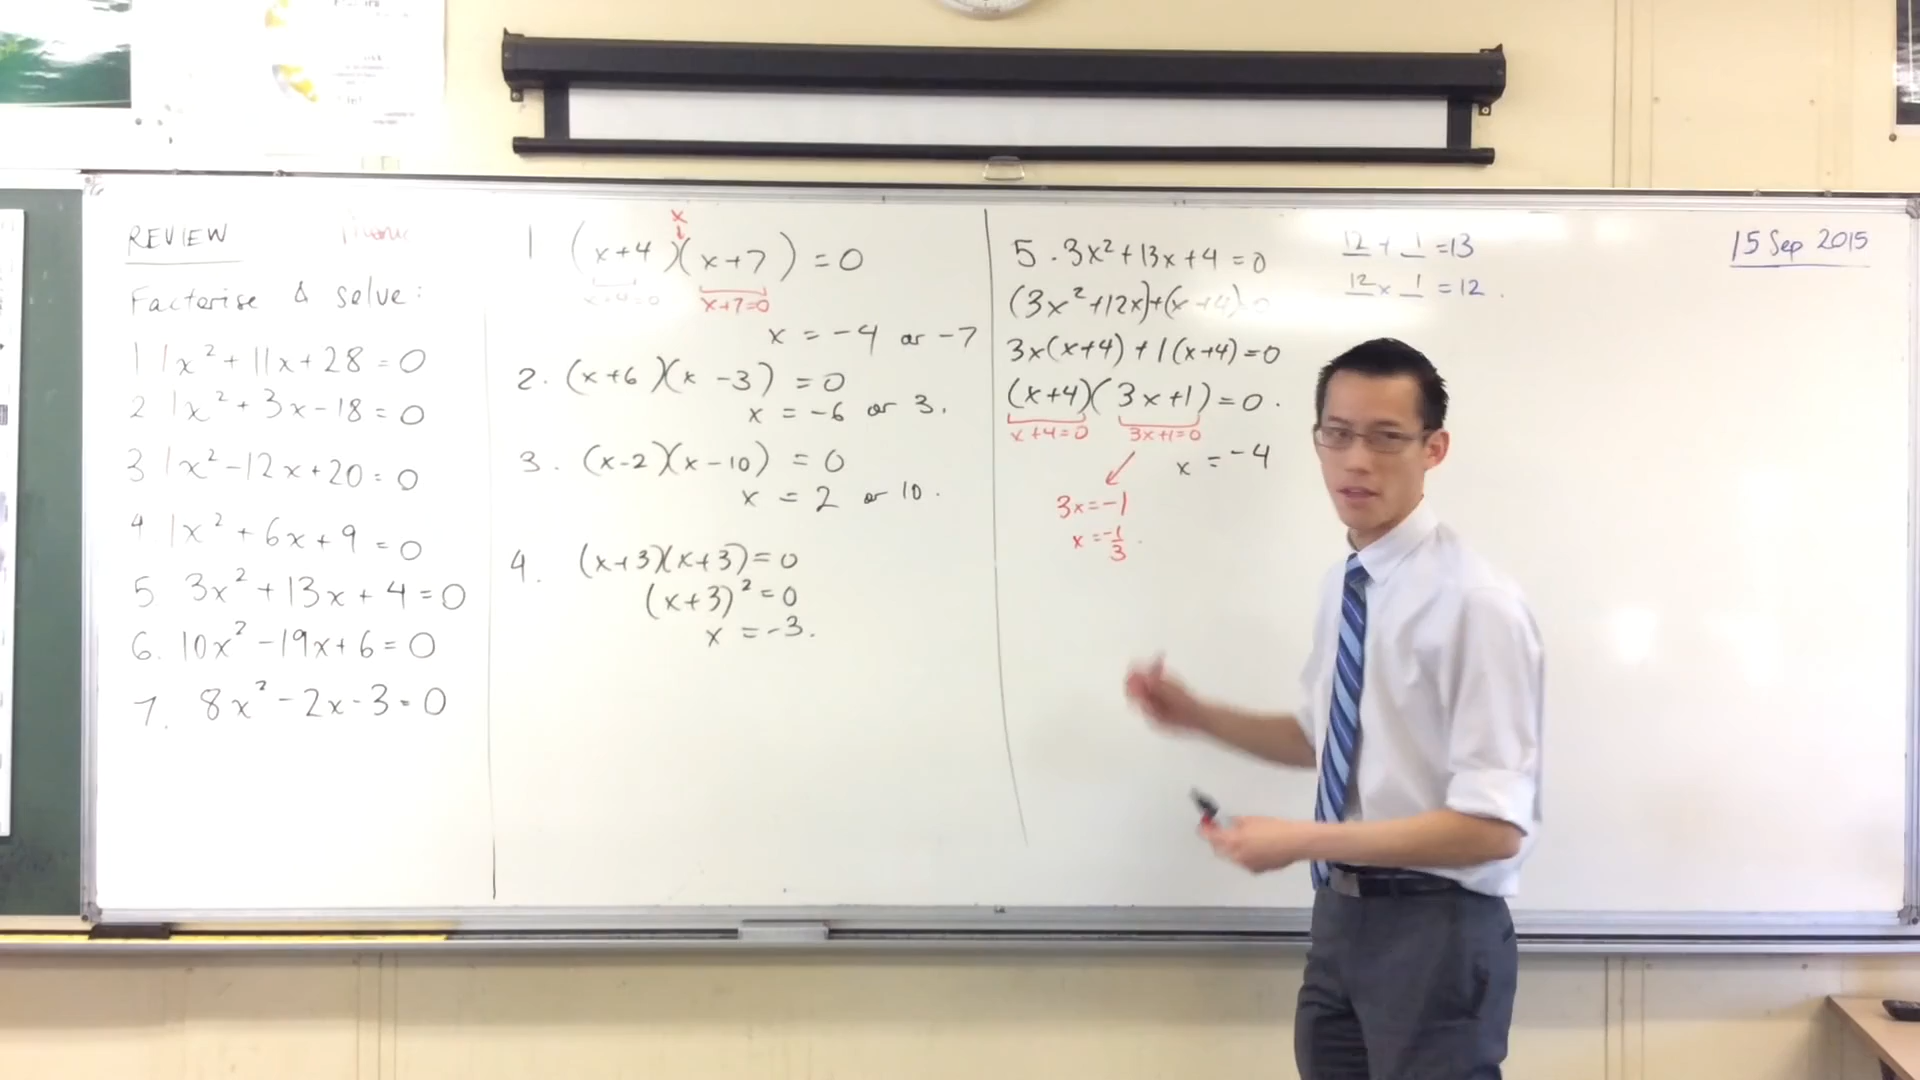 REVIEW
Factorise & solve:
1 1x² + 11x + 28 = 0
2 1x² + 3x - 18 = 0
3 1x² - 12x + 20 = 0
4 1x² + 6x + 9 = 0
5 3x² + 13x + 4 = 0
6. 10x² - 19x + 6 = 0
7. 8x² - 2x - 3 = 0
x
1 (x+4)(x+7) = 0
x+4=0 x+7=0
x = -4 or -7
2. (x+6)(x-3) = 0
x = -6 or 3.
3. (x-2)(x-10) = 0
x = 2 or 10.
4. (x+3)(x+3) = 0
(x+3)² = 0
x = -3.
5. 3x² + 13x + 4 = 0
(3x² + 12x) + (x+4) = 0
3x(x+4) + 1(x+4) = 0
(x+4)(3x+1) = 0.
x+4=0 3x+1=0
x = -4
3x = -1
x = -1/3.
12 + 1 = 13
12 x 1 = 12.
15 Sep 2015